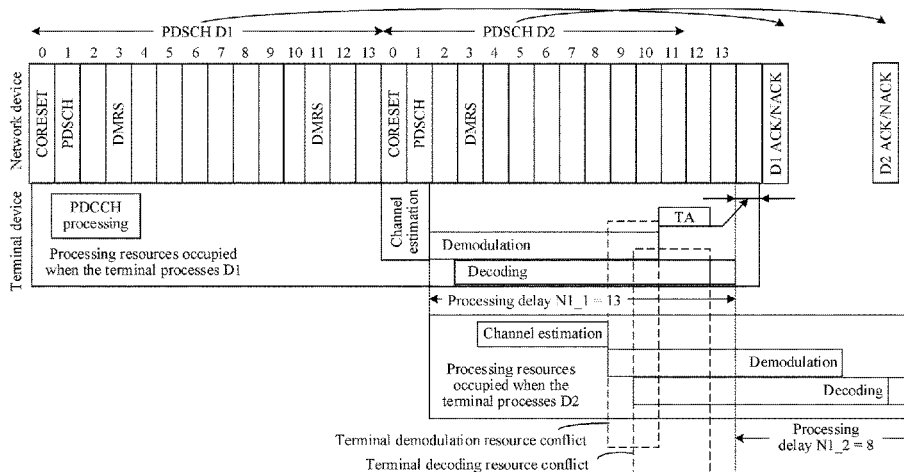 PDSCH D1 PDSCH D2
0 1 2 3 4 5 6 7 8 9 10 11 12 13 0 1 2 3 4 5 6 7 8 9 10 11 12 13
Network device
CORESET
PDSCH
DMRS
DMRS
CORESET
PDSCH
DMRS
D1 ACK/NACK
D2 ACK/NACK
Terminal device
PDCCH
processing
Processing resources occupied
when the terminal processes D1
Channel
estimation
TA
Demodulation
Decoding
Processing delay N1_1 = 13
Channel estimation
Processing resources
occupied when the
terminal processes D2
Demodulation
Decoding
Terminal demodulation resource conflict
Terminal decoding resource conflict
Processing
delay N1_2 = 8